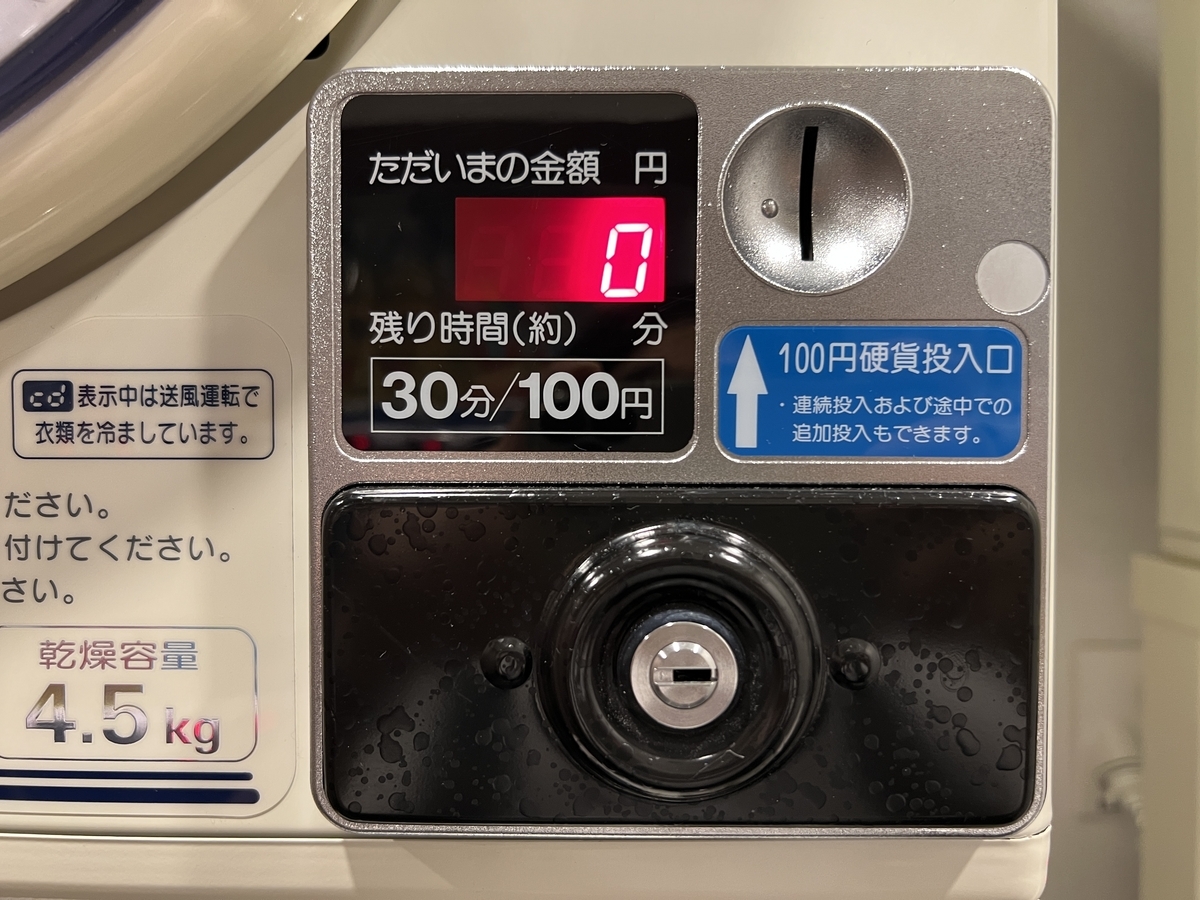 ただいまの金額　円
0
残り時間(約)　分
30分/100円
100円硬貨投入口
・連続投入および途中での
追加投入もできます。
cd 表示中は送風運転で
衣類を冷ましています。
ださい。
付けてください。
さい。
乾燥容量
4.5 kg